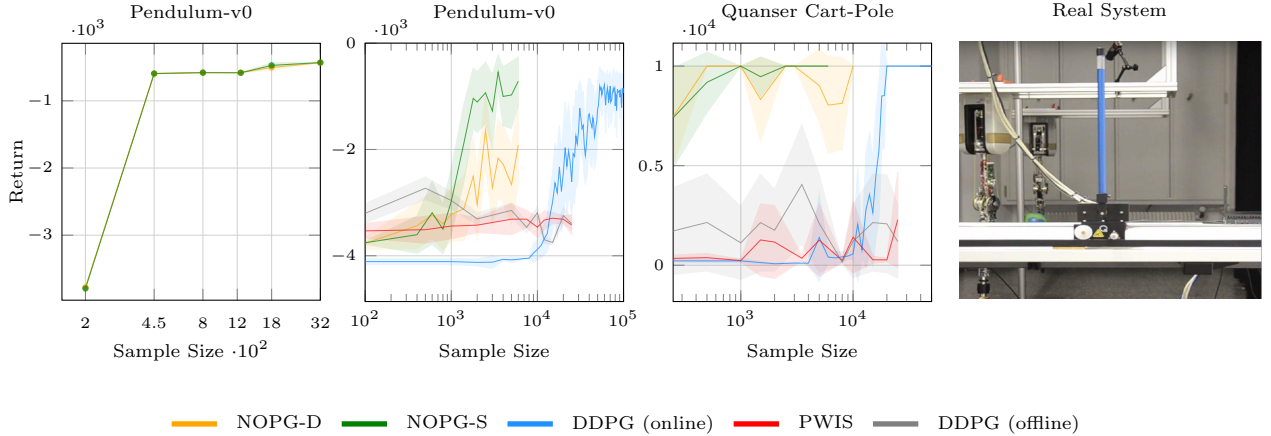 Pendulum-v0
Pendulum-v0
Quanser Cart-Pole
Real System
·10³
·10³
·10⁴
Return
−1
−2
−3
2 4.5 8 12 18 32
Sample Size ·10²
0
−2
−4
10² 10³ 10⁴ 10⁵
Sample Size
1
0.5
0
10³ 10⁴
Sample Size
NOPG-D NOPG-S DDPG (online) PWIS DDPG (offline)